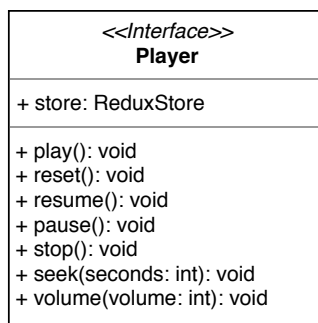 <<Interface>>
Player
+ store: ReduxStore
+ play(): void
+ reset(): void
+ resume(): void
+ pause(): void
+ stop(): void
+ seek(seconds: int): void
+ volume(volume: int): void